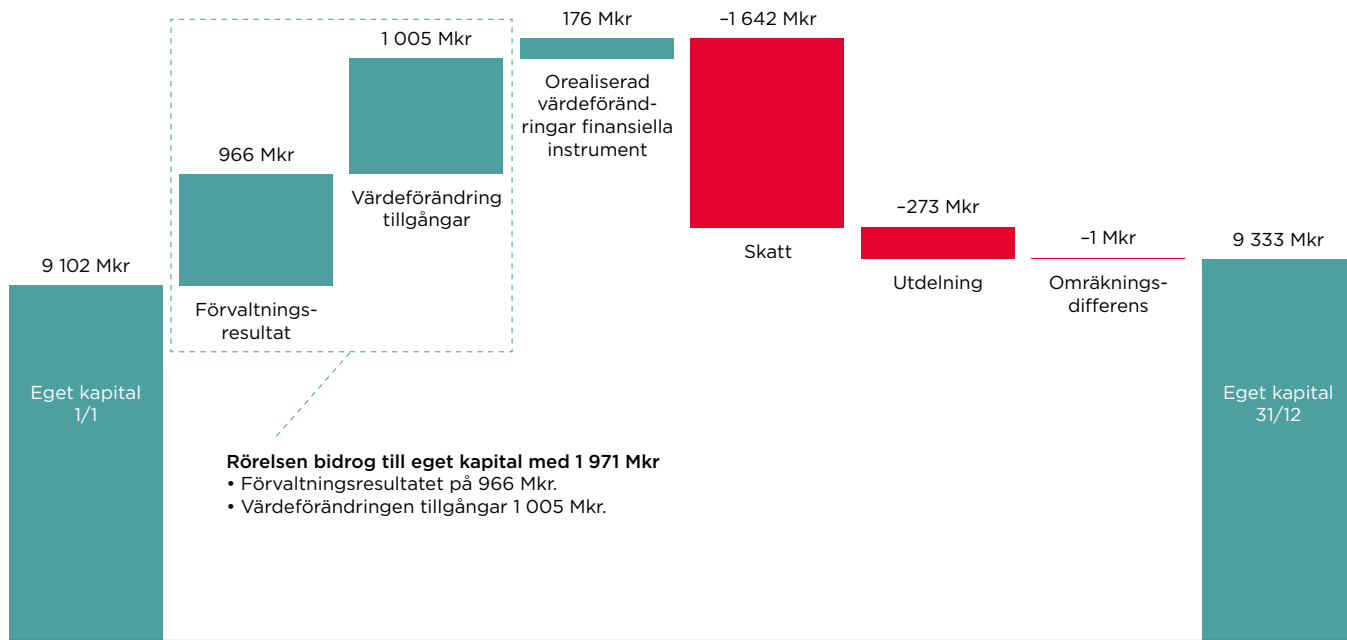 9 102 Mkr
Eget kapital
1/1
966 Mkr
Förvaltnings-
resultat
1 005 Mkr
Värdeförändring
tillgångar
176 Mkr
Orealiserad
värdeföränd-
ringar finansiella
instrument
–1 642 Mkr
Skatt
–273 Mkr
Utdelning
–1 Mkr
Omräknings-
differens
9 333 Mkr
Eget kapital
31/12
Rörelsen bidrog till eget kapital med 1 971 Mkr
• Förvaltningsresultatet på 966 Mkr.
• Värdeförändringen tillgångar 1 005 Mkr.